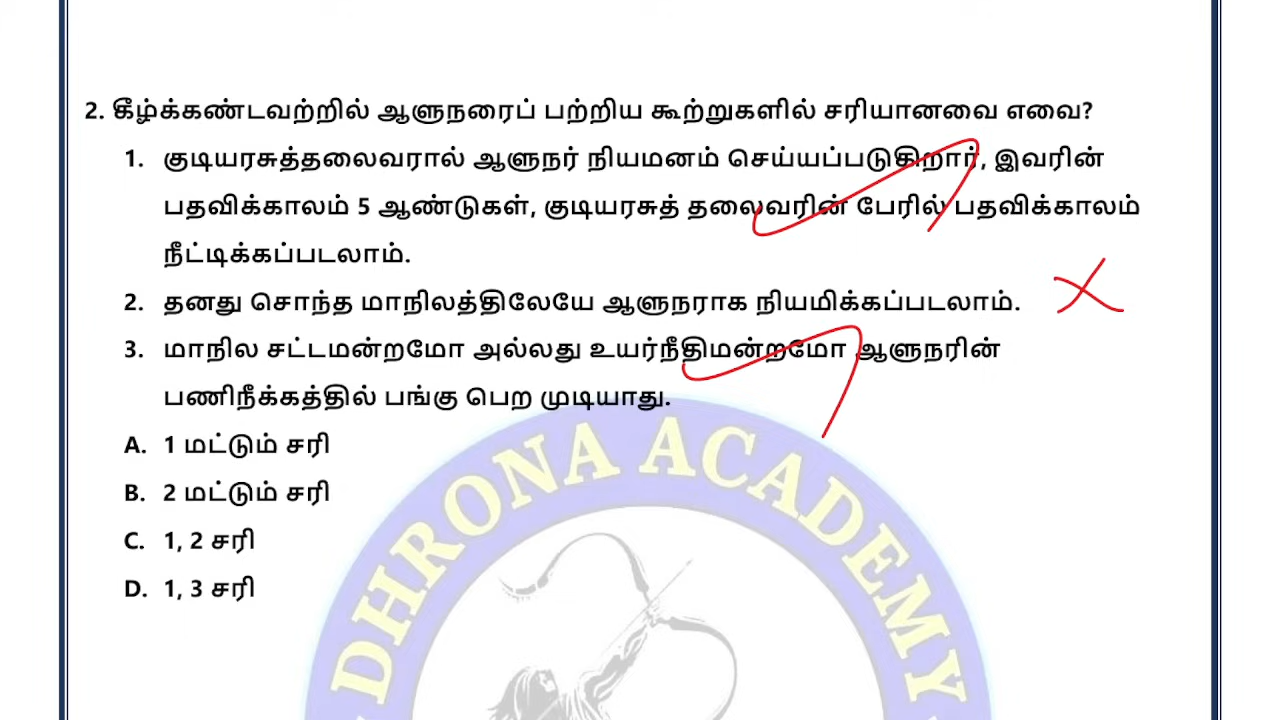 2. கீழ்க்கண்டவற்றில் ஆளுநரைப் பற்றிய கூற்றுகளில் சரியானவை எவை?
1. குடியரசுத்தலைவரால் ஆளுநர் நியமனம் செய்யப்படுகிறார், இவரின்
பதவிக்காலம் 5 ஆண்டுகள், குடியரசுத் தலைவரின் பேரில் பதவிக்காலம்
நீட்டிக்கப்படலாம்.
2. தனது சொந்த மாநிலத்திலேயே ஆளுநராக நியமிக்கப்படலாம்.
3. மாநில சட்டமன்றமோ அல்லது உயர்நீதிமன்றமோ ஆளுநரின்
பணிநீக்கத்தில் பங்கு பெற முடியாது.
A. 1 மட்டும் சரி
B. 2 மட்டும் சரி
C. 1, 2 சரி
D. 1, 3 சரி
DHRONA ACADEMY